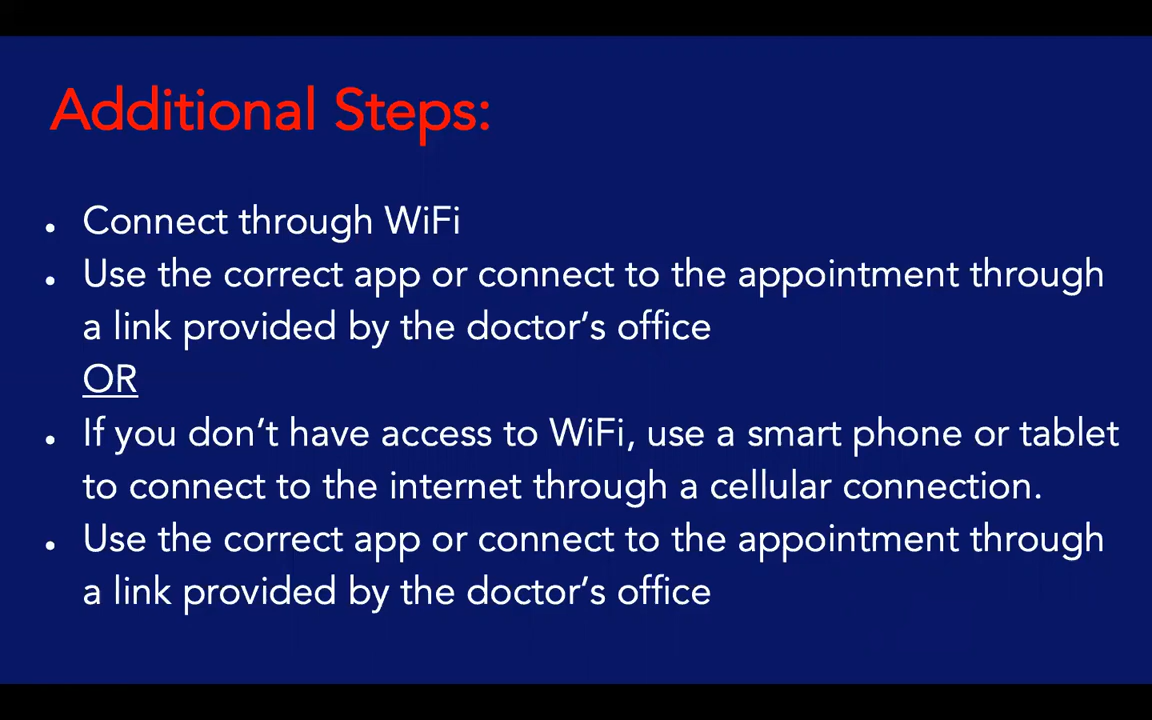 Additional Steps:
• Connect through WiFi
• Use the correct app or connect to the appointment through
a link provided by the doctor’s office
OR
• If you don’t have access to WiFi, use a smart phone or tablet
to connect to the internet through a cellular connection.
• Use the correct app or connect to the appointment through
a link provided by the doctor’s office